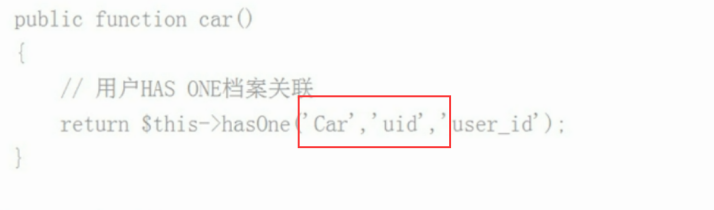 public function car()
{
// 用户HAS ONE档案关联
return $this->hasOne('Car','uid','user_id');
}